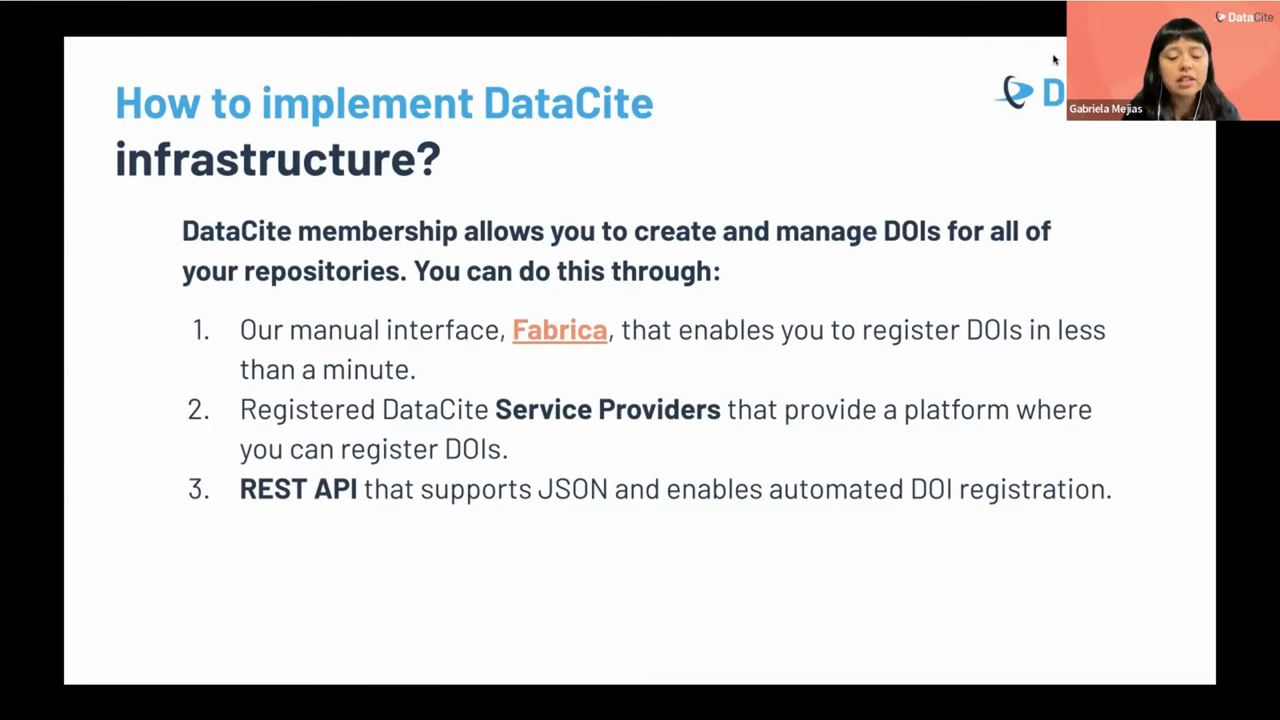 How to implement DataCite
infrastructure?
D
DataCite
Gabriela Mejias
DataCite membership allows you to create and manage DOIs for all of
your repositories. You can do this through:
1. Our manual interface, Fabrica, that enables you to register DOIs in less
than a minute.
2. Registered DataCite Service Providers that provide a platform where
you can register DOIs.
3. REST API that supports JSON and enables automated DOI registration.